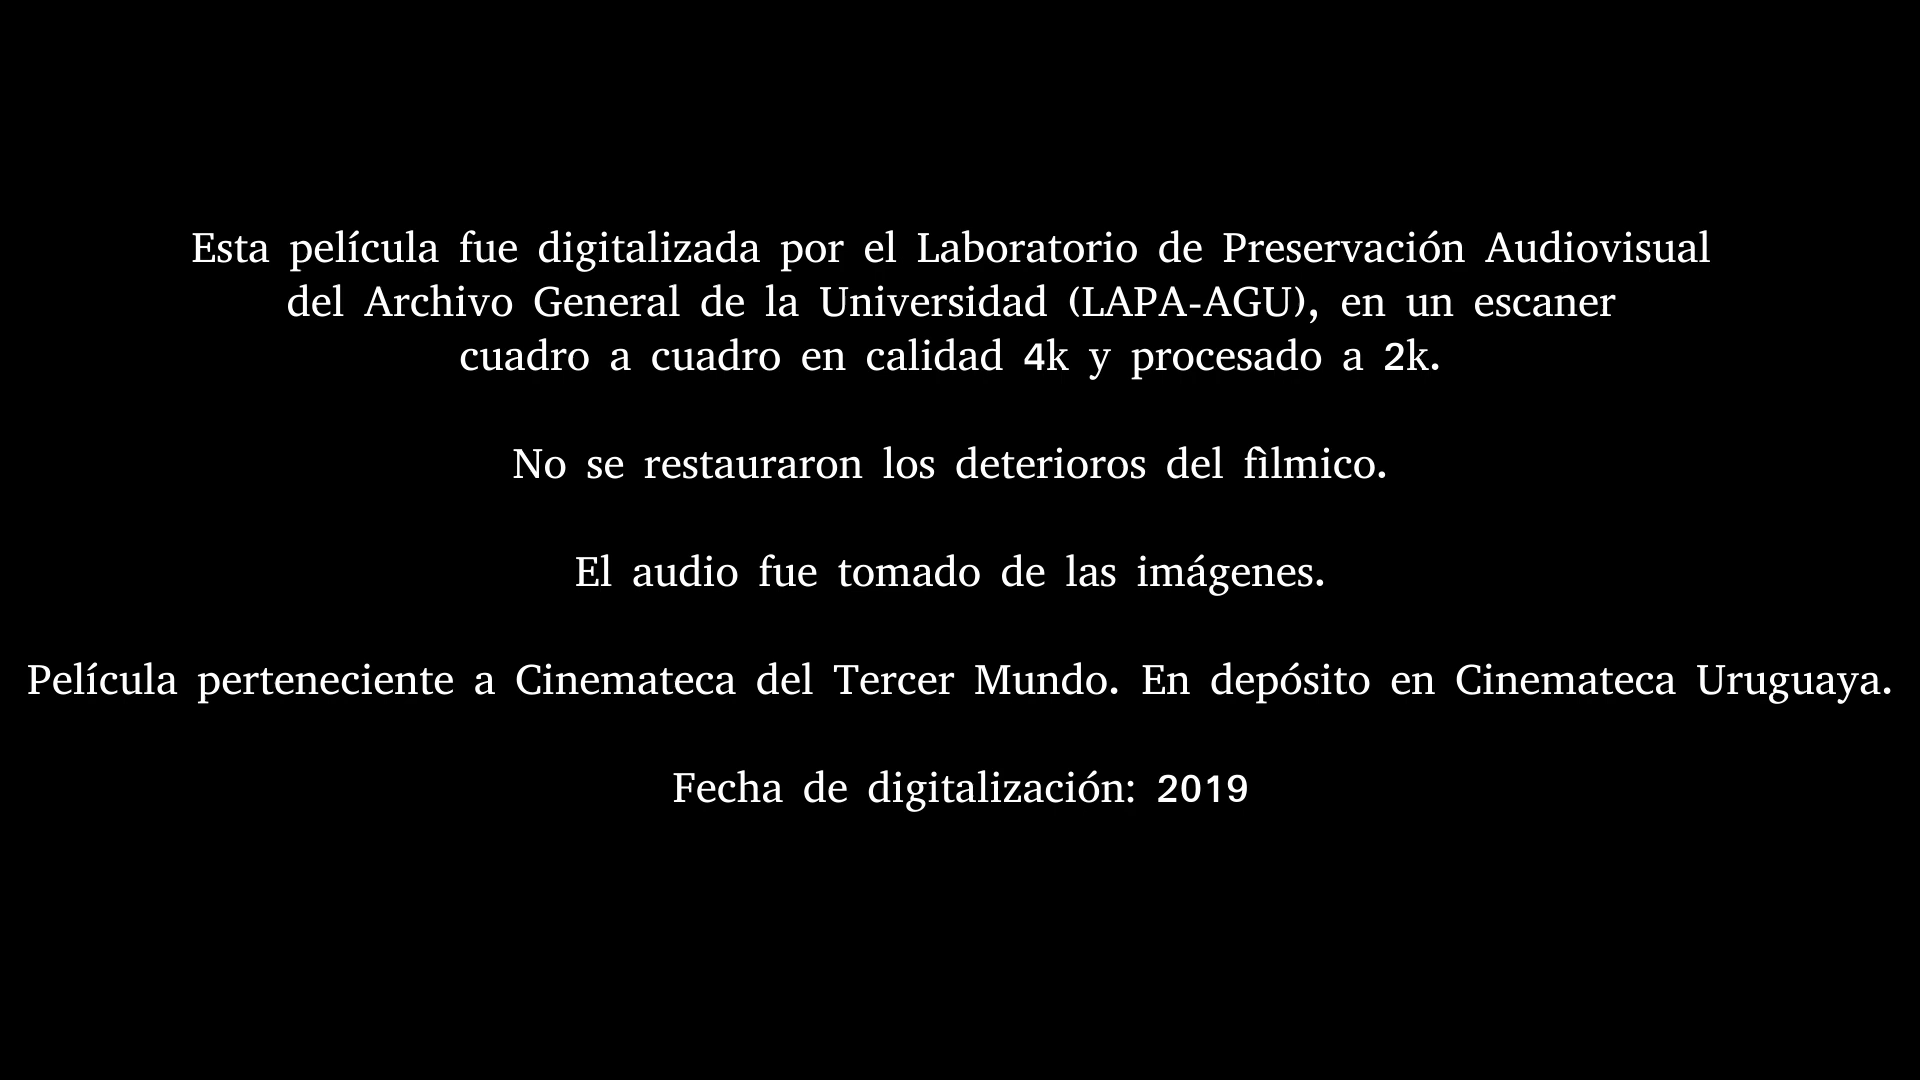 Esta película fue digitalizada por el Laboratorio de Preservación Audiovisual
del Archivo General de la Universidad (LAPA-AGU), en un escaner
cuadro a cuadro en calidad 4k y procesado a 2k.
No se restauraron los deterioros del fílmico.
El audio fue tomado de las imágenes.
Película perteneciente a Cinemateca del Tercer Mundo. En depósito en Cinemateca Uruguaya.
Fecha de digitalización: 2019